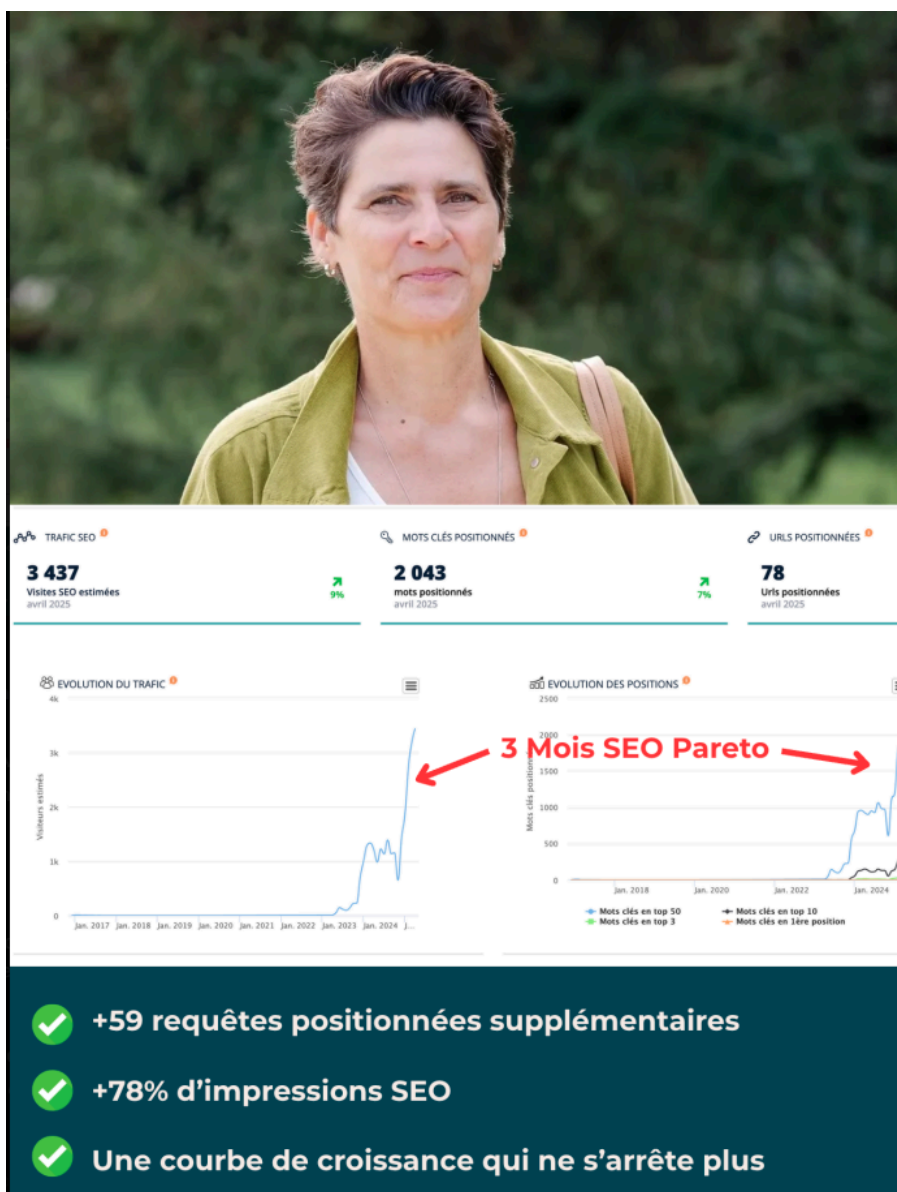 TRAFIC SEO
MOTS CLÉS POSITIONNÉS
URLS POSITIONNÉES
3 437
Visites SEO estimées
avril 2025
9%
2 043
mots positionnés
avril 2025
7%
78
Urls positionnées
avril 2025
EVOLUTION DU TRAFIC
4k
3k
2k
1k
0
Visiteurs estimés
Jan. 2017 Jan. 2018 Jan. 2019 Jan. 2020 Jan. 2021 Jan. 2022 Jan. 2023 Jan. 2024 J...
3 Mois SEO Pareto
EVOLUTION DES POSITIONS
2500
2000
1500
1000
500
0
Mots clés position
Jan. 2018 Jan. 2020 Jan. 2022 Jan. 2024
Mots clés en top 50
Mots clés en top 10
Mots clés en top 3
Mots clés en 1ère position
+59 requêtes positionnées supplémentaires
+78% d’impressions SEO
Une courbe de croissance qui ne s’arrête plus